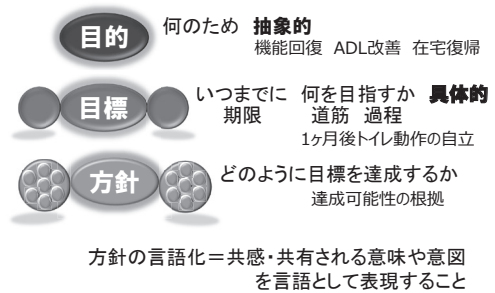 目的
何のため 抽象的
機能回復 ADL改善 在宅復帰
目標
いつまでに 何を目指すか 具体的
期限 道筋 過程
1ヶ月後トイレ動作の自立
方針
どのように目標を達成するか
達成可能性の根拠
方針の言語化＝共感・共有される意味や意図
を言語として表現すること